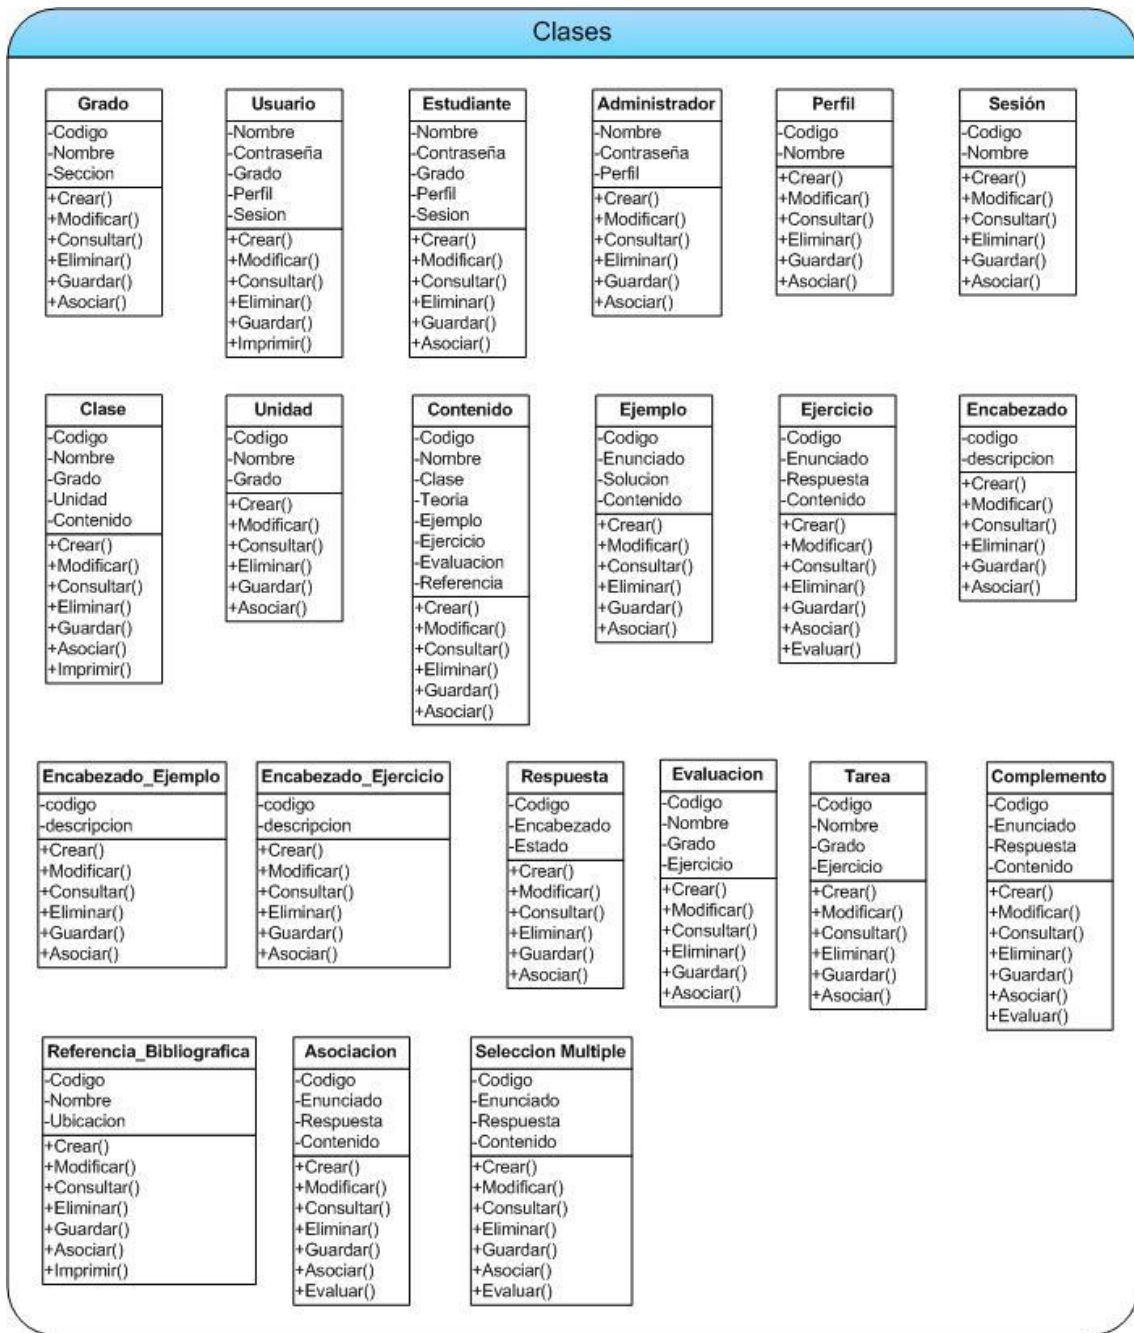 Clases
Grado
-Codigo
-Nombre
-Seccion
+Crear()
+Modificar()
+Consultar()
+Eliminar()
+Guardar()
+Asociar()
Usuario
-Nombre
-Contraseña
-Grado
-Perfil
-Sesion
+Crear()
+Modificar()
+Consultar()
+Eliminar()
+Guardar()
+Imprimir()
Estudiante
-Nombre
-Contraseña
-Grado
-Perfil
-Sesion
+Crear()
+Modificar()
+Consultar()
+Eliminar()
+Guardar()
+Asociar()
Administrador
-Nombre
-Contraseña
-Perfil
+Crear()
+Modificar()
+Consultar()
+Eliminar()
+Guardar()
+Asociar()
Perfil
-Codigo
-Nombre
+Crear()
+Modificar()
+Consultar()
+Eliminar()
+Guardar()
+Asociar()
Sesión
-Codigo
-Nombre
+Crear()
+Modificar()
+Consultar()
+Eliminar()
+Guardar()
+Asociar()
Clase
-Codigo
-Nombre
-Grado
-Unidad
-Contenido
+Crear()
+Modificar()
+Consultar()
+Eliminar()
+Guardar()
+Asociar()
+Imprimir()
Unidad
-Codigo
-Nombre
-Grado
+Crear()
+Modificar()
+Consultar()
+Eliminar()
+Guardar()
+Asociar()
Contenido
-Codigo
-Nombre
-Clase
-Teoria
-Ejemplo
-Ejercicio
-Evaluacion
-Referencia
+Crear()
+Modificar()
+Consultar()
+Eliminar()
+Guardar()
+Asociar()
Ejemplo
-Codigo
-Enunciado
-Solucion
-Contenido
+Crear()
+Modificar()
+Consultar()
+Eliminar()
+Guardar()
+Asociar()
Ejercicio
-Codigo
-Enunciado
-Respuesta
-Contenido
+Crear()
+Modificar()
+Consultar()
+Eliminar()
+Guardar()
+Asociar()
+Evaluar()
Encabezado
-codigo
-descripcion
+Crear()
+Modificar()
+Consultar()
+Eliminar()
+Guardar()
+Asociar()
Encabezado_Ejemplo
-codigo
-descripcion
+Crear()
+Modificar()
+Consultar()
+Eliminar()
+Guardar()
+Asociar()
Encabezado_Ejercicio
-codigo
-descripcion
+Crear()
+Modificar()
+Consultar()
+Eliminar()
+Guardar()
+Asociar()
Respuesta
-Codigo
-Encabezado
-Estado
+Crear()
+Modificar()
+Consultar()
+Eliminar()
+Guardar()
+Asociar()
Evaluacion
-Codigo
-Nombre
-Grado
-Ejercicio
+Crear()
+Modificar()
+Consultar()
+Eliminar()
+Guardar()
+Asociar()
Tarea
-Codigo
-Nombre
-Grado
-Ejercicio
+Crear()
+Modificar()
+Consultar()
+Eliminar()
+Guardar()
+Asociar()
Complemento
-Codigo
-Enunciado
-Respuesta
-Contenido
+Crear()
+Modificar()
+Consultar()
+Eliminar()
+Guardar()
+Asociar()
+Evaluar()
Referencia_Bibliografica
-Codigo
-Nombre
-Ubicacion
+Crear()
+Modificar()
+Consultar()
+Eliminar()
+Guardar()
+Asociar()
+Imprimir()
Asociacion
-Codigo
-Enunciado
-Respuesta
-Contenido
+Crear()
+Modificar()
+Consultar()
+Eliminar()
+Guardar()
+Asociar()
+Evaluar()
Seleccion Multiple
-Codigo
-Enunciado
-Respuesta
-Contenido
+Crear()
+Modificar()
+Consultar()
+Eliminar()
+Guardar()
+Asociar()
+Evaluar()